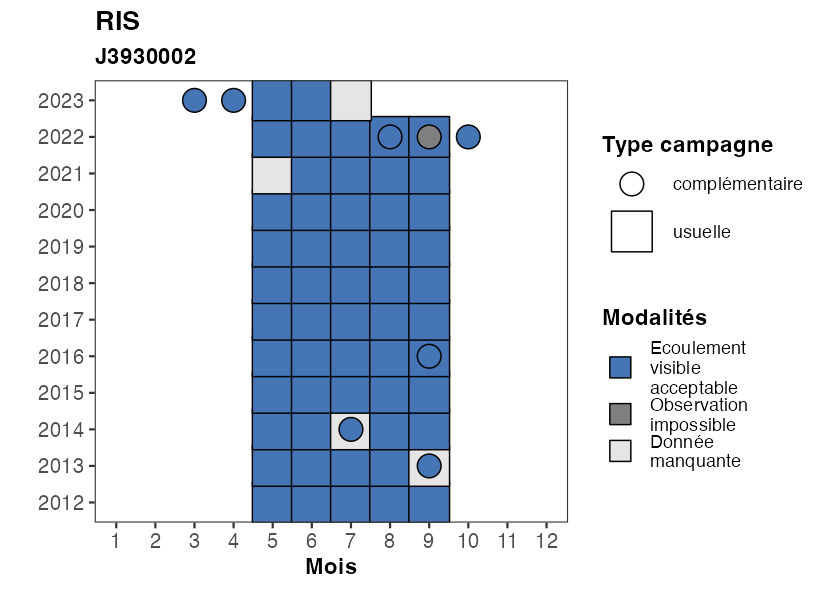 RIS
J3930002
2023
2022
2021
2020
2019
2018
2017
2016
2015
2014
2013
2012
1 2 3 4 5 6 7 8 9 10 11 12
Mois
Type campagne
complémentaire
usuelle
Modalités
Ecoulement
visible
acceptable
Observation
impossible
Donnée
manquante